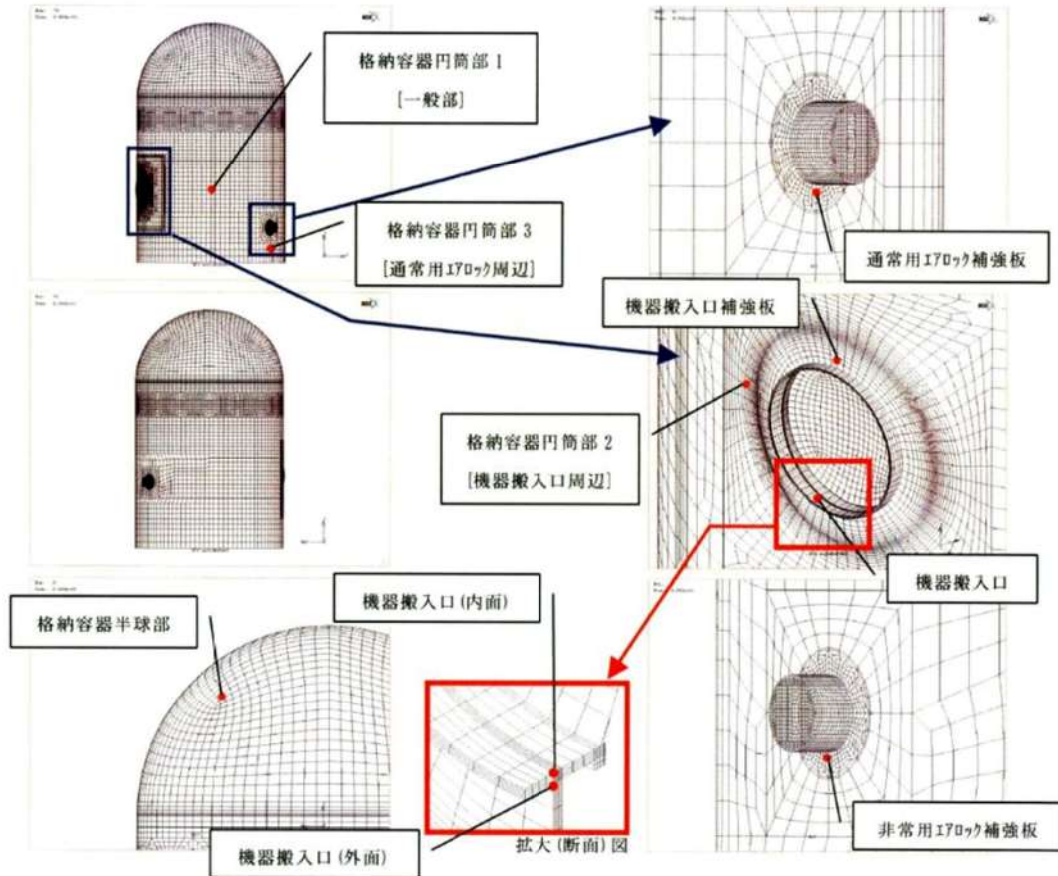 格納容器円筒部1
[一般部]
格納容器円筒部3
[通常用エアロック周辺]
通常用エアロック補強板
機器搬入口補強板
格納容器円筒部2
[機器搬入口周辺]
機器搬入口
機器搬入口(内面)
格納容器半球部
機器搬入口(外面)
拡大(断面)図
非常用エアロック補強板